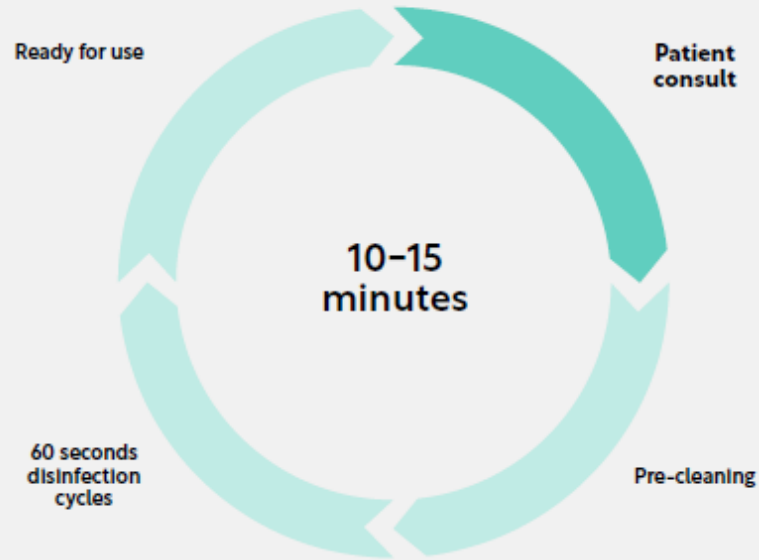 Ready for use
Patient
consult
10–15
minutes
60 seconds
disinfection
cycles
Pre-cleaning